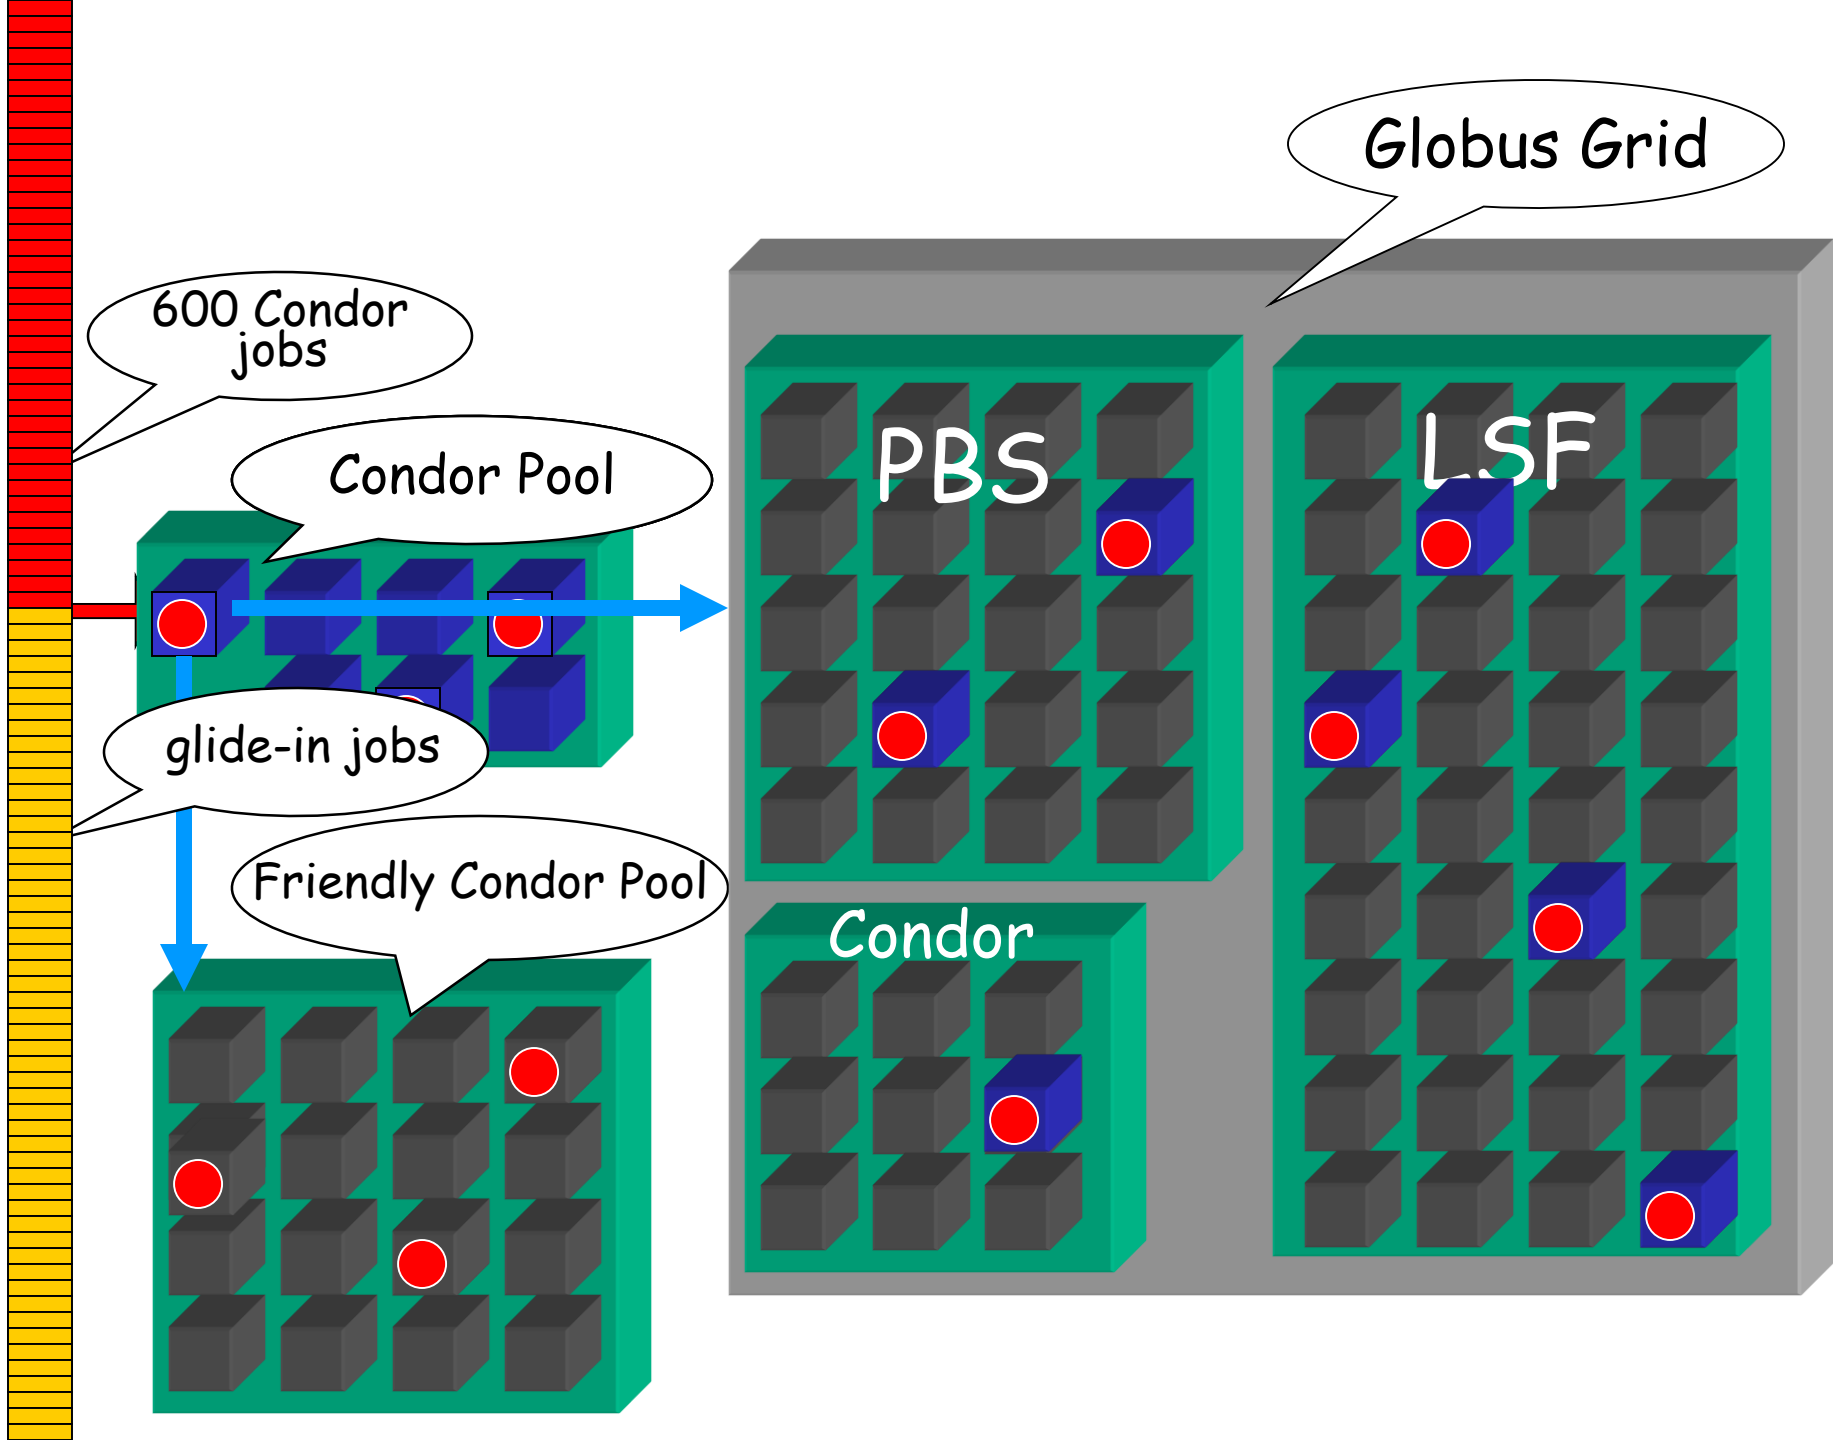 Globus Grid
600 Condor
jobs
Condor Pool
PBS
LSF
glide-in jobs
Friendly Condor Pool
Condor